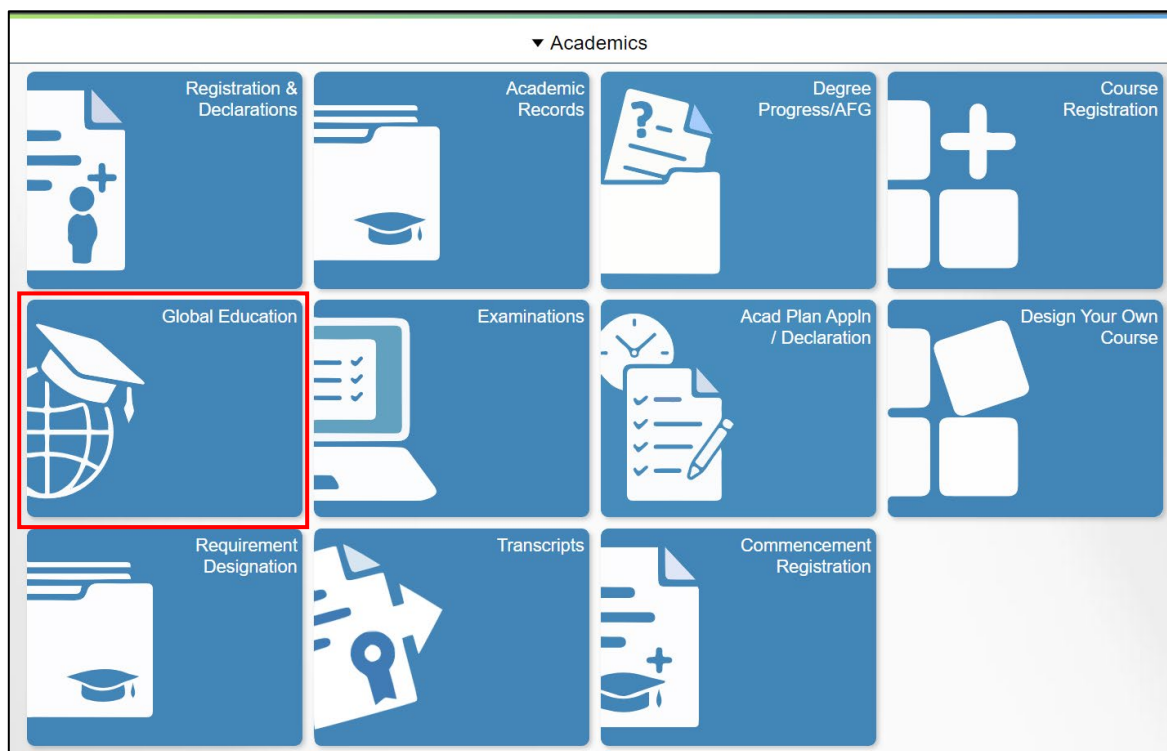 ▼ Academics
Registration &
Declarations
Academic
Records
Degree
Progress/AFG
Course
Registration
Global Education
Examinations
Acad Plan Appln
/ Declaration
Design Your Own
Course
Requirement
Designation
Transcripts
Commencement
Registration